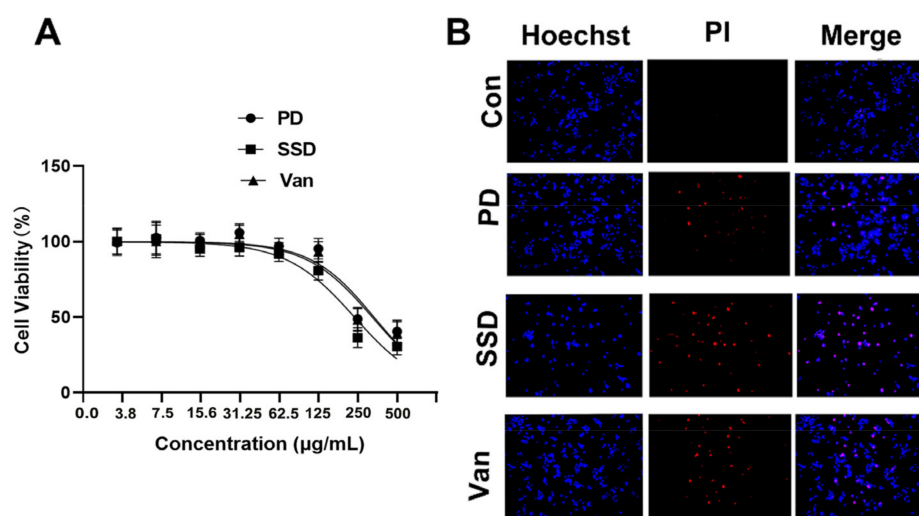 A
PD
SSD
Van
150
100
50
0
Cell Viability (%)
0.0 3.8 7.5 15.6 31.25 62.5 125 250 500
Concentration (µg/mL)
B
Hoechst PI Merge
Con
PD
SSD
Van